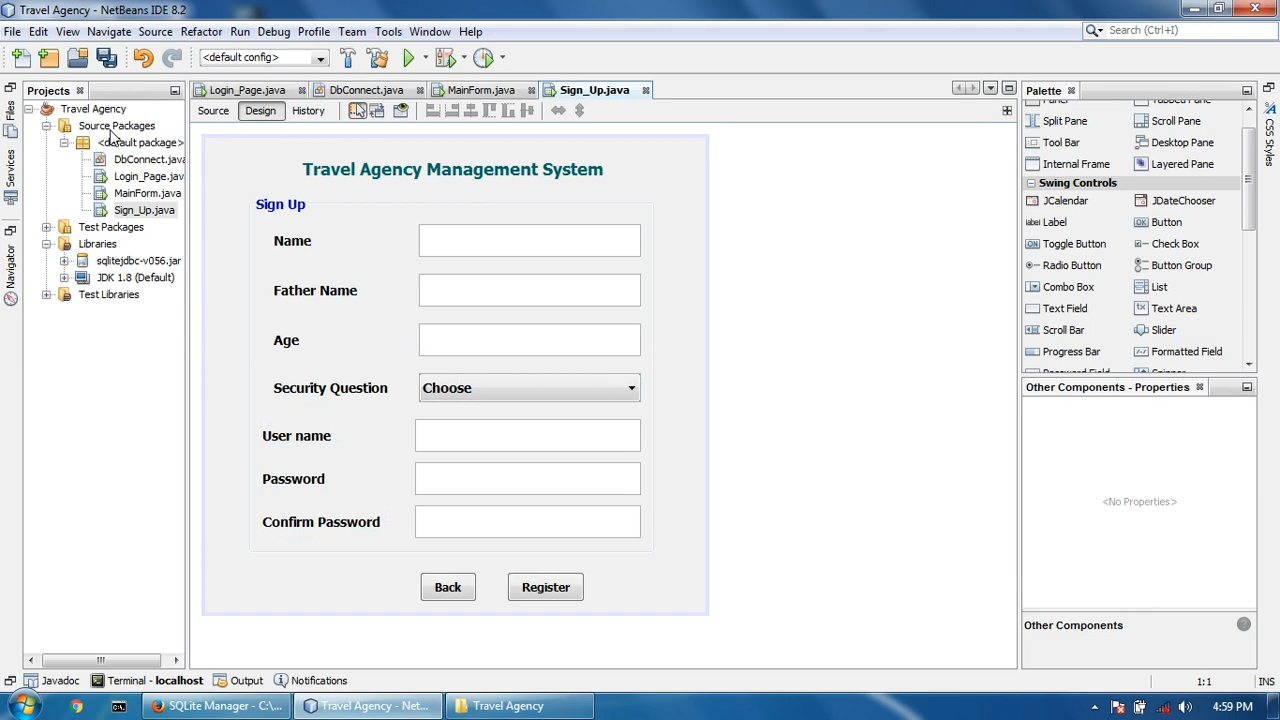 Travel Agency - NetBeans IDE 8.2
File Edit View Navigate Source Refactor Run Debug Profile Team Tools Window Help
Search (Ctrl+I)
<default config>
Projects
Login_Page.java DbConnect.java MainForm.java Sign_Up.java
Source Design History
Files
Services
Navigator
Travel Agency
Source Packages
<default package>
DbConnect.java
Login_Page.jav
MainForm.java
Sign_Up.java
Test Packages
Libraries
sqlitejdbc-v056.jar
JDK 1.8 (Default)
Test Libraries
Travel Agency Management System
Sign Up
Name
Father Name
Age
Security Question Choose
User name
Password
Confirm Password
Back Register
Palette
Split Pane Scroll Pane
Tool Bar Desktop Pane
Internal Frame Layered Pane
Swing Controls
JCalendar JDateChooser
label Label Button
Toggle Button Check Box
Radio Button Button Group
Combo Box List
Text Field Text Area
Scroll Bar Slider
Progress Bar Formatted Field
Other Components - Properties
<No Properties>
Other Components
CSS Styles
Javadoc Terminal - localhost Output Notifications
1:1 INS
SQLite Manager - C:\... Travel Agency - Net... Travel Agency
4:59 PM